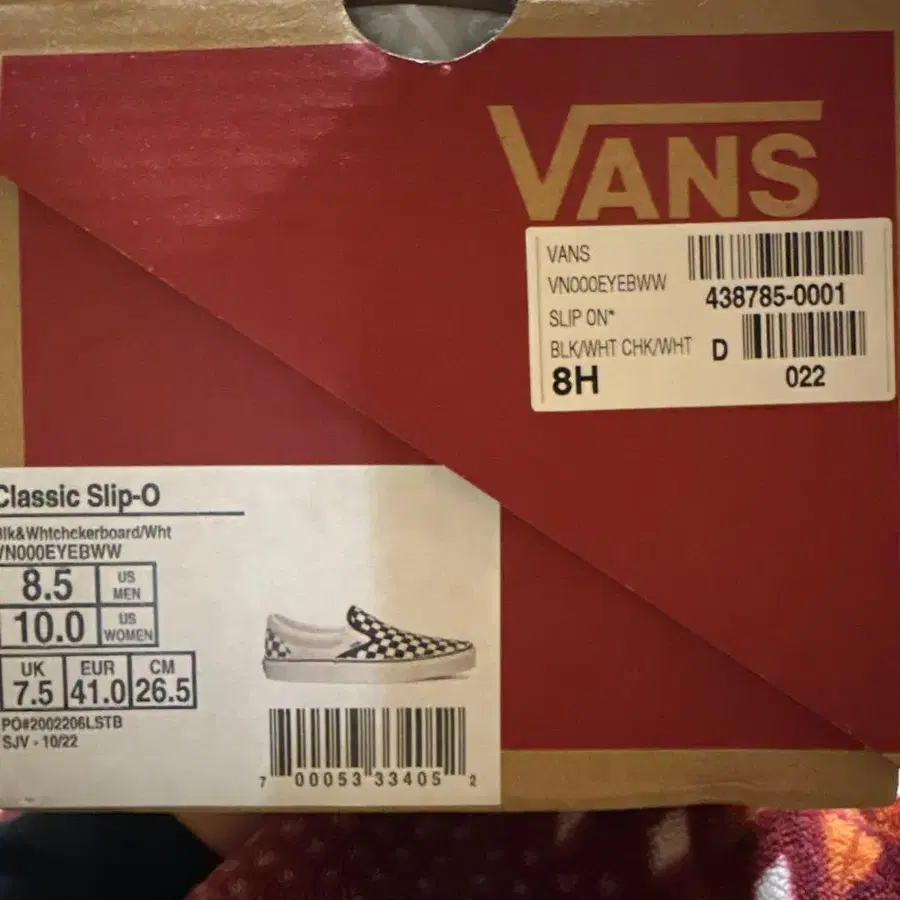 VANS
VANS
VN000EYEBWW
438785-0001
SLIP ON*
BLK/WHT CHK/WHT D
8H
022
Classic Slip-O
Blk&Whtchckerboard/Wht
VN000EYEBWW
8.5 US MEN
10.0 US WOMEN
UK EUR CM
7.5 41.0 26.5
PO#2002206LSTB
SJV - 10/22
7 00053 33405 2